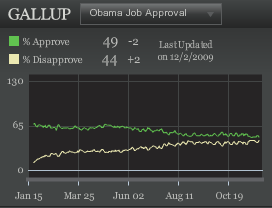 GALLUP Obama Job Approval
% Approve 49 -2
% Disapprove 44 +2
Last Updated
on 12/2/2009
130
65
0
Jan 15 Mar 25 Jun 02 Aug 11 Oct 19